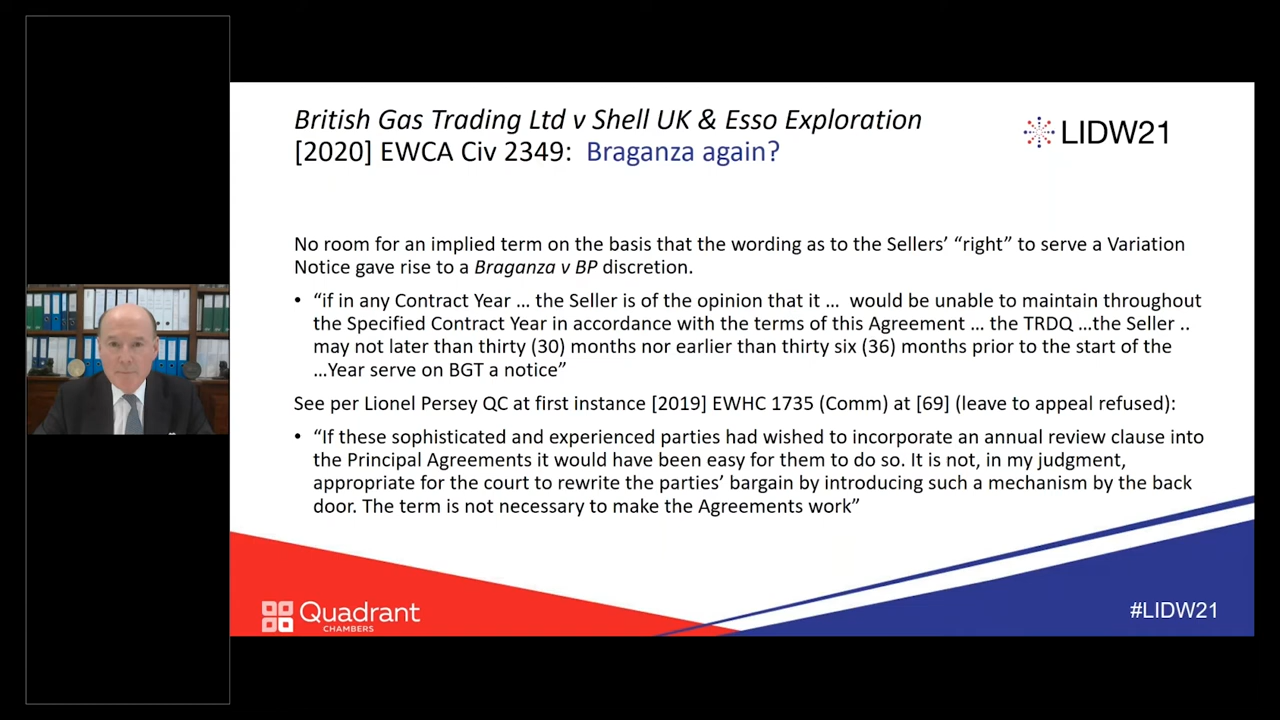 British Gas Trading Ltd v Shell UK & Esso Exploration
[2020] EWCA Civ 2349: Braganza again?
LIDW21
No room for an implied term on the basis that the wording as to the Sellers’ “right” to serve a Variation
Notice gave rise to a Braganza v BP discretion.
• “if in any Contract Year … the Seller is of the opinion that it … would be unable to maintain throughout
the Specified Contract Year in accordance with the terms of this Agreement … the TRDQ …the Seller ..
may not later than thirty (30) months nor earlier than thirty six (36) months prior to the start of the
…Year serve on BGT a notice”
See per Lionel Persey QC at first instance [2019] EWHC 1735 (Comm) at [69] (leave to appeal refused):
• “If these sophisticated and experienced parties had wished to incorporate an annual review clause into
the Principal Agreements it would have been easy for them to do so. It is not, in my judgment,
appropriate for the court to rewrite the parties’ bargain by introducing such a mechanism by the back
door. The term is not necessary to make the Agreements work”
Quadrant
CHAMBERS
#LIDW21